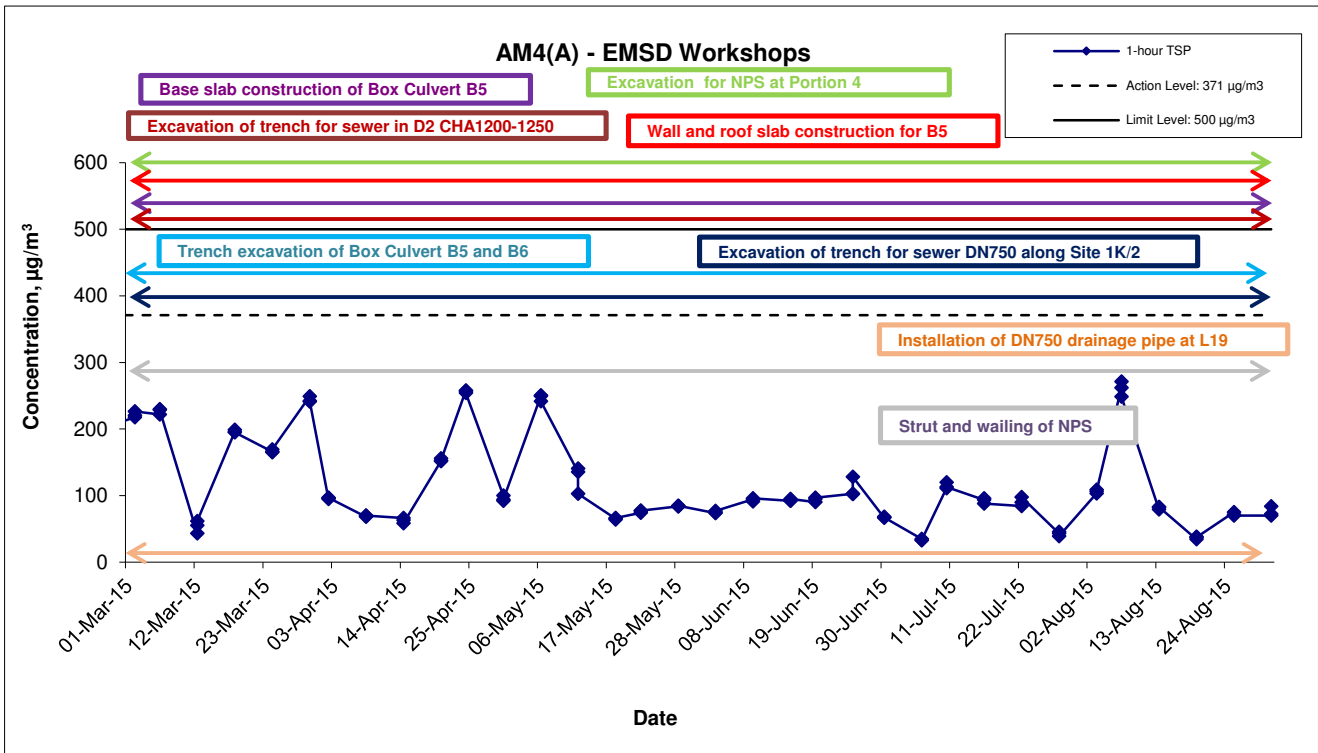 AM4(A) - EMSD Workshops
1-hour TSP
Action Level: 371 µg/m3
Limit Level: 500 µg/m3
Base slab construction of Box Culvert B5
Excavation  for NPS at Portion 4
Excavation of trench for sewer in D2 CHA1200-1250
Wall and roof slab construction for B5
Trench excavation of Box Culvert B5 and B6
Excavation of trench for sewer DN750 along Site 1K/2
Installation of DN750 drainage pipe at L19
Strut and wailing of NPS
Concentration, µg/m³
600
500
400
300
200
100
0
01-Mar-15
12-Mar-15
23-Mar-15
03-Apr-15
14-Apr-15
25-Apr-15
06-May-15
17-May-15
28-May-15
08-Jun-15
19-Jun-15
30-Jun-15
11-Jul-15
22-Jul-15
02-Aug-15
13-Aug-15
24-Aug-15
Date